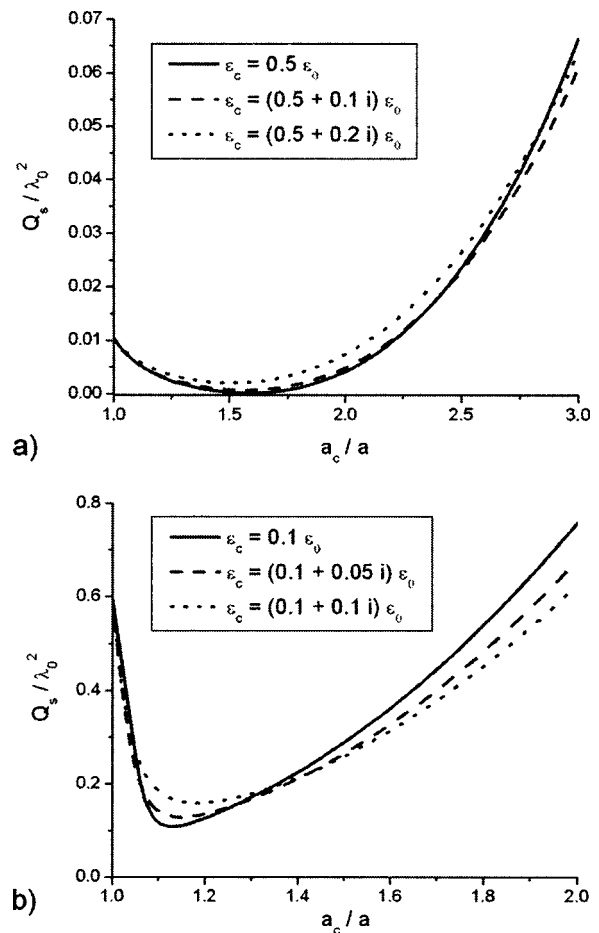 0.07
0.06
0.05
0.04
0.03
0.02
0.01
0.00
Q_s / λ_0^2
ε_c = 0.5 ε_0
ε_c = (0.5 + 0.1 i) ε_0
ε_c = (0.5 + 0.2 i) ε_0
1.0 1.5 2.0 2.5 3.0
a_c / a
a)
0.8
0.6
0.4
0.2
0.0
Q_s / λ_0^2
ε_c = 0.1 ε_0
ε_c = (0.1 + 0.05 i) ε_0
ε_c = (0.1 + 0.1 i) ε_0
1.0 1.2 1.4 1.6 1.8 2.0
a_c / a
b)